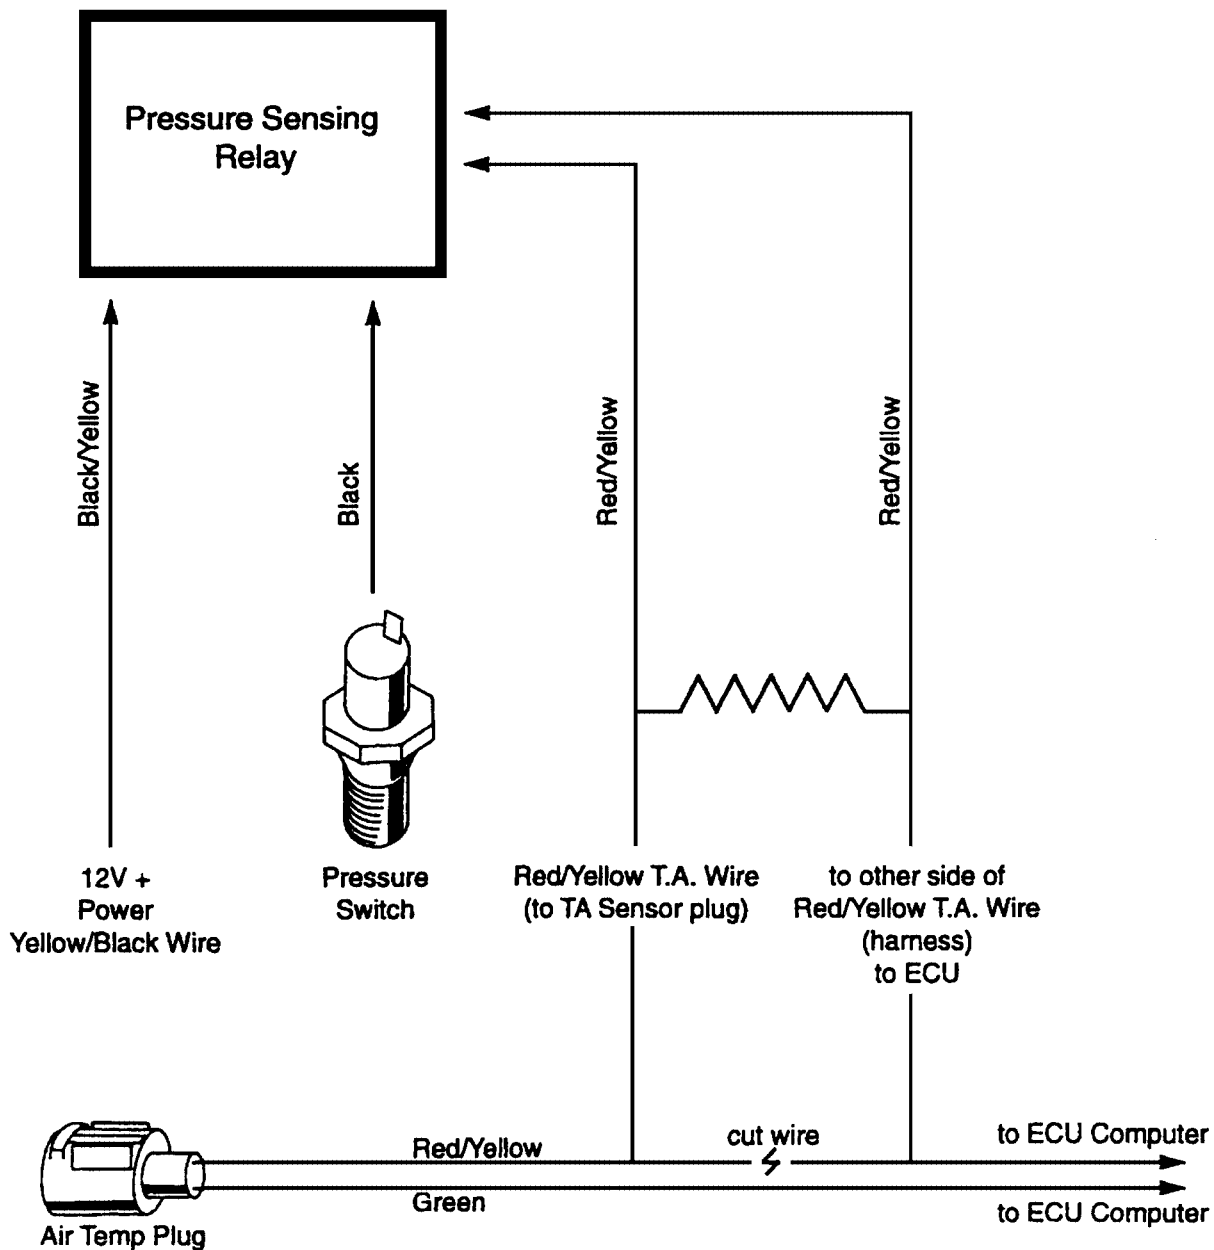 Pressure Sensing
Relay
Black/Yellow
Black
Red/Yellow
Red/Yellow
12V +
Power
Yellow/Black Wire
Pressure
Switch
Red/Yellow T.A. Wire
(to TA Sensor plug)
to other side of
Red/Yellow T.A. Wire
(harness)
to ECU
Red/Yellow
cut wire
to ECU Computer
Green
to ECU Computer
Air Temp Plug